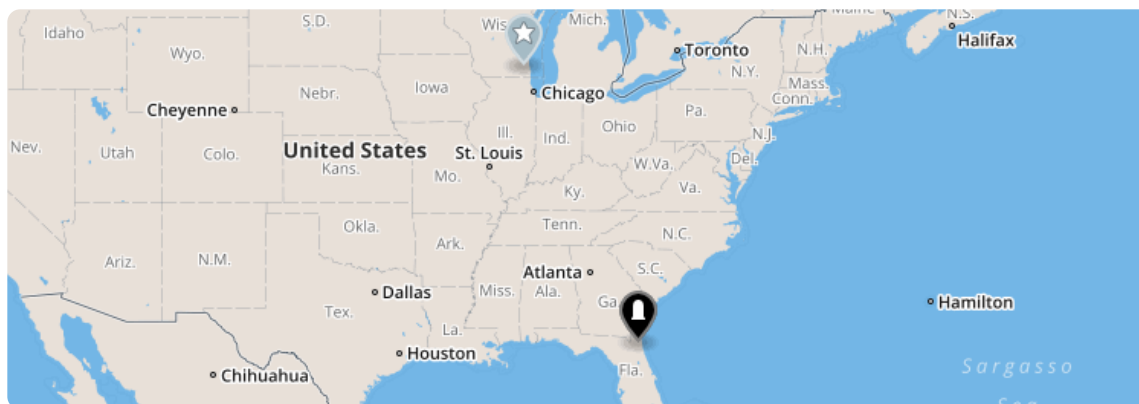 Idaho
S.D.
Wis
Mich.
Maine
N.S.
Halifax
Wyo.
Toronto
N.H.
N.Y.
Mass.
Conn.
Cheyenne
Nebr.
Iowa
Chicago
Pa.
N.J.
Nev.
Utah
Colo.
United States
Kans.
St. Louis
Ill.
Ind.
Ohio
Mo.
W.Va.
Del.
Ky.
Va.
Okla.
Tenn.
N.C.
Ark.
Ariz.
N.M.
Atlanta
S.C.
Dallas
Miss.
Ala.
Ga.
Hamilton
Tex.
La.
Houston
Fla.
Chihuahua
Sargasso
Sea